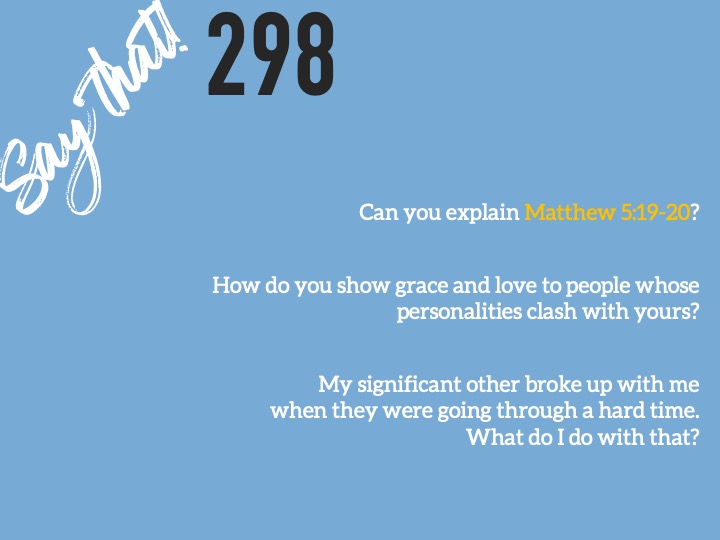 Say that!
298
Can you explain Matthew 5:19-20?
How do you show grace and love to people whose
personalities clash with yours?
My significant other broke up with me
when they were going through a hard time.
What do I do with that?